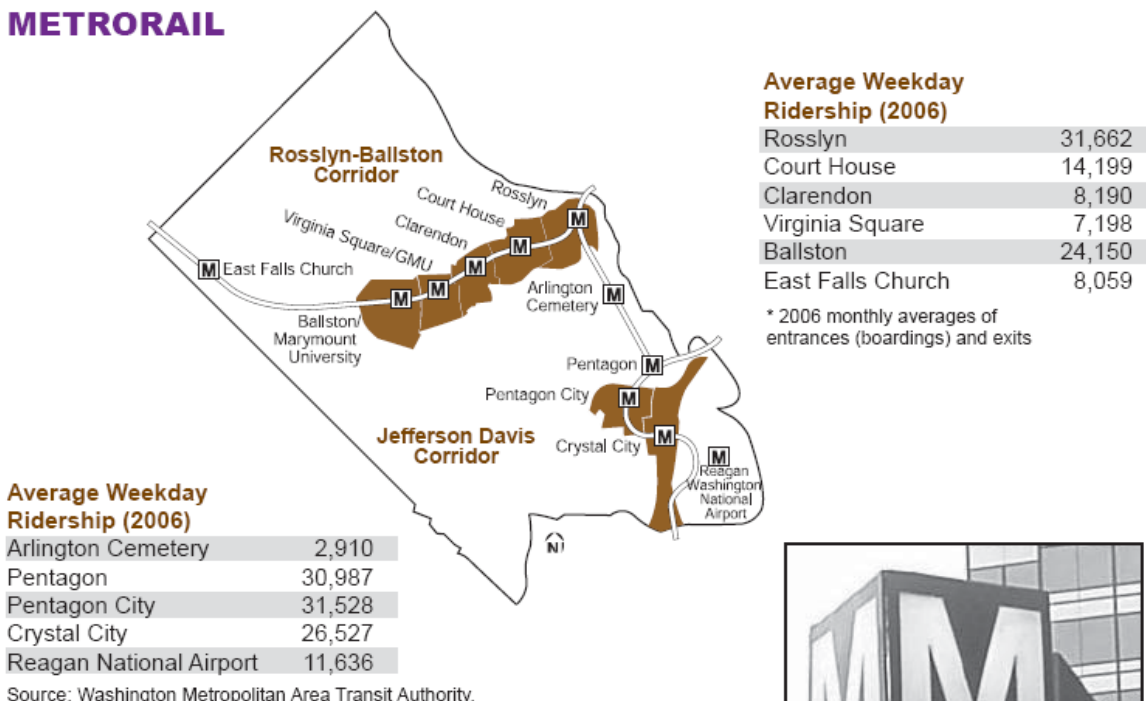 METRORAIL
Rosslyn-Ballston
Corridor
Rosslyn
Court House
Clarendon
Virginia Square/GMU
M
M
M
M
M
M East Falls Church
Ballston/
Marymount
University
Arlington
Cemetery M
Pentagon M
Pentagon City M
Crystal City M
Jefferson Davis
Corridor
M
Reagan
Washington
National
Airport
N
Average Weekday
Ridership (2006)
Rosslyn 31,662
Court House 14,199
Clarendon 8,190
Virginia Square 7,198
Ballston 24,150
East Falls Church 8,059
* 2006 monthly averages of
entrances (boardings) and exits
Average Weekday
Ridership (2006)
Arlington Cemetery 2,910
Pentagon 30,987
Pentagon City 31,528
Crystal City 26,527
Reagan National Airport 11,636
Source: Washington Metropolitan Area Transit Authority.
M M